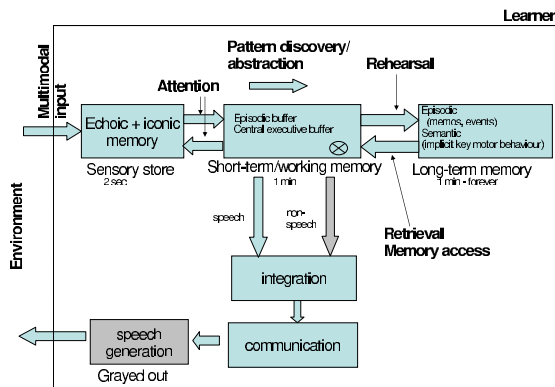 Learner
Pattern discovery/
abstraction
Multimodal
input
Attention
Rehearsal
Echoic + iconic
memory
Episodic buffer
Central executive buffer
Episodic
(memos, events)
Semantic
(implicit key motor behaviour)
Sensory store
2 sec
Short-term/working memory
1 min
Long-term memory
1 min - forever
Environment
speech
non-
speech
Retrieval
Memory access
integration
speech
generation
communication
Grayed out